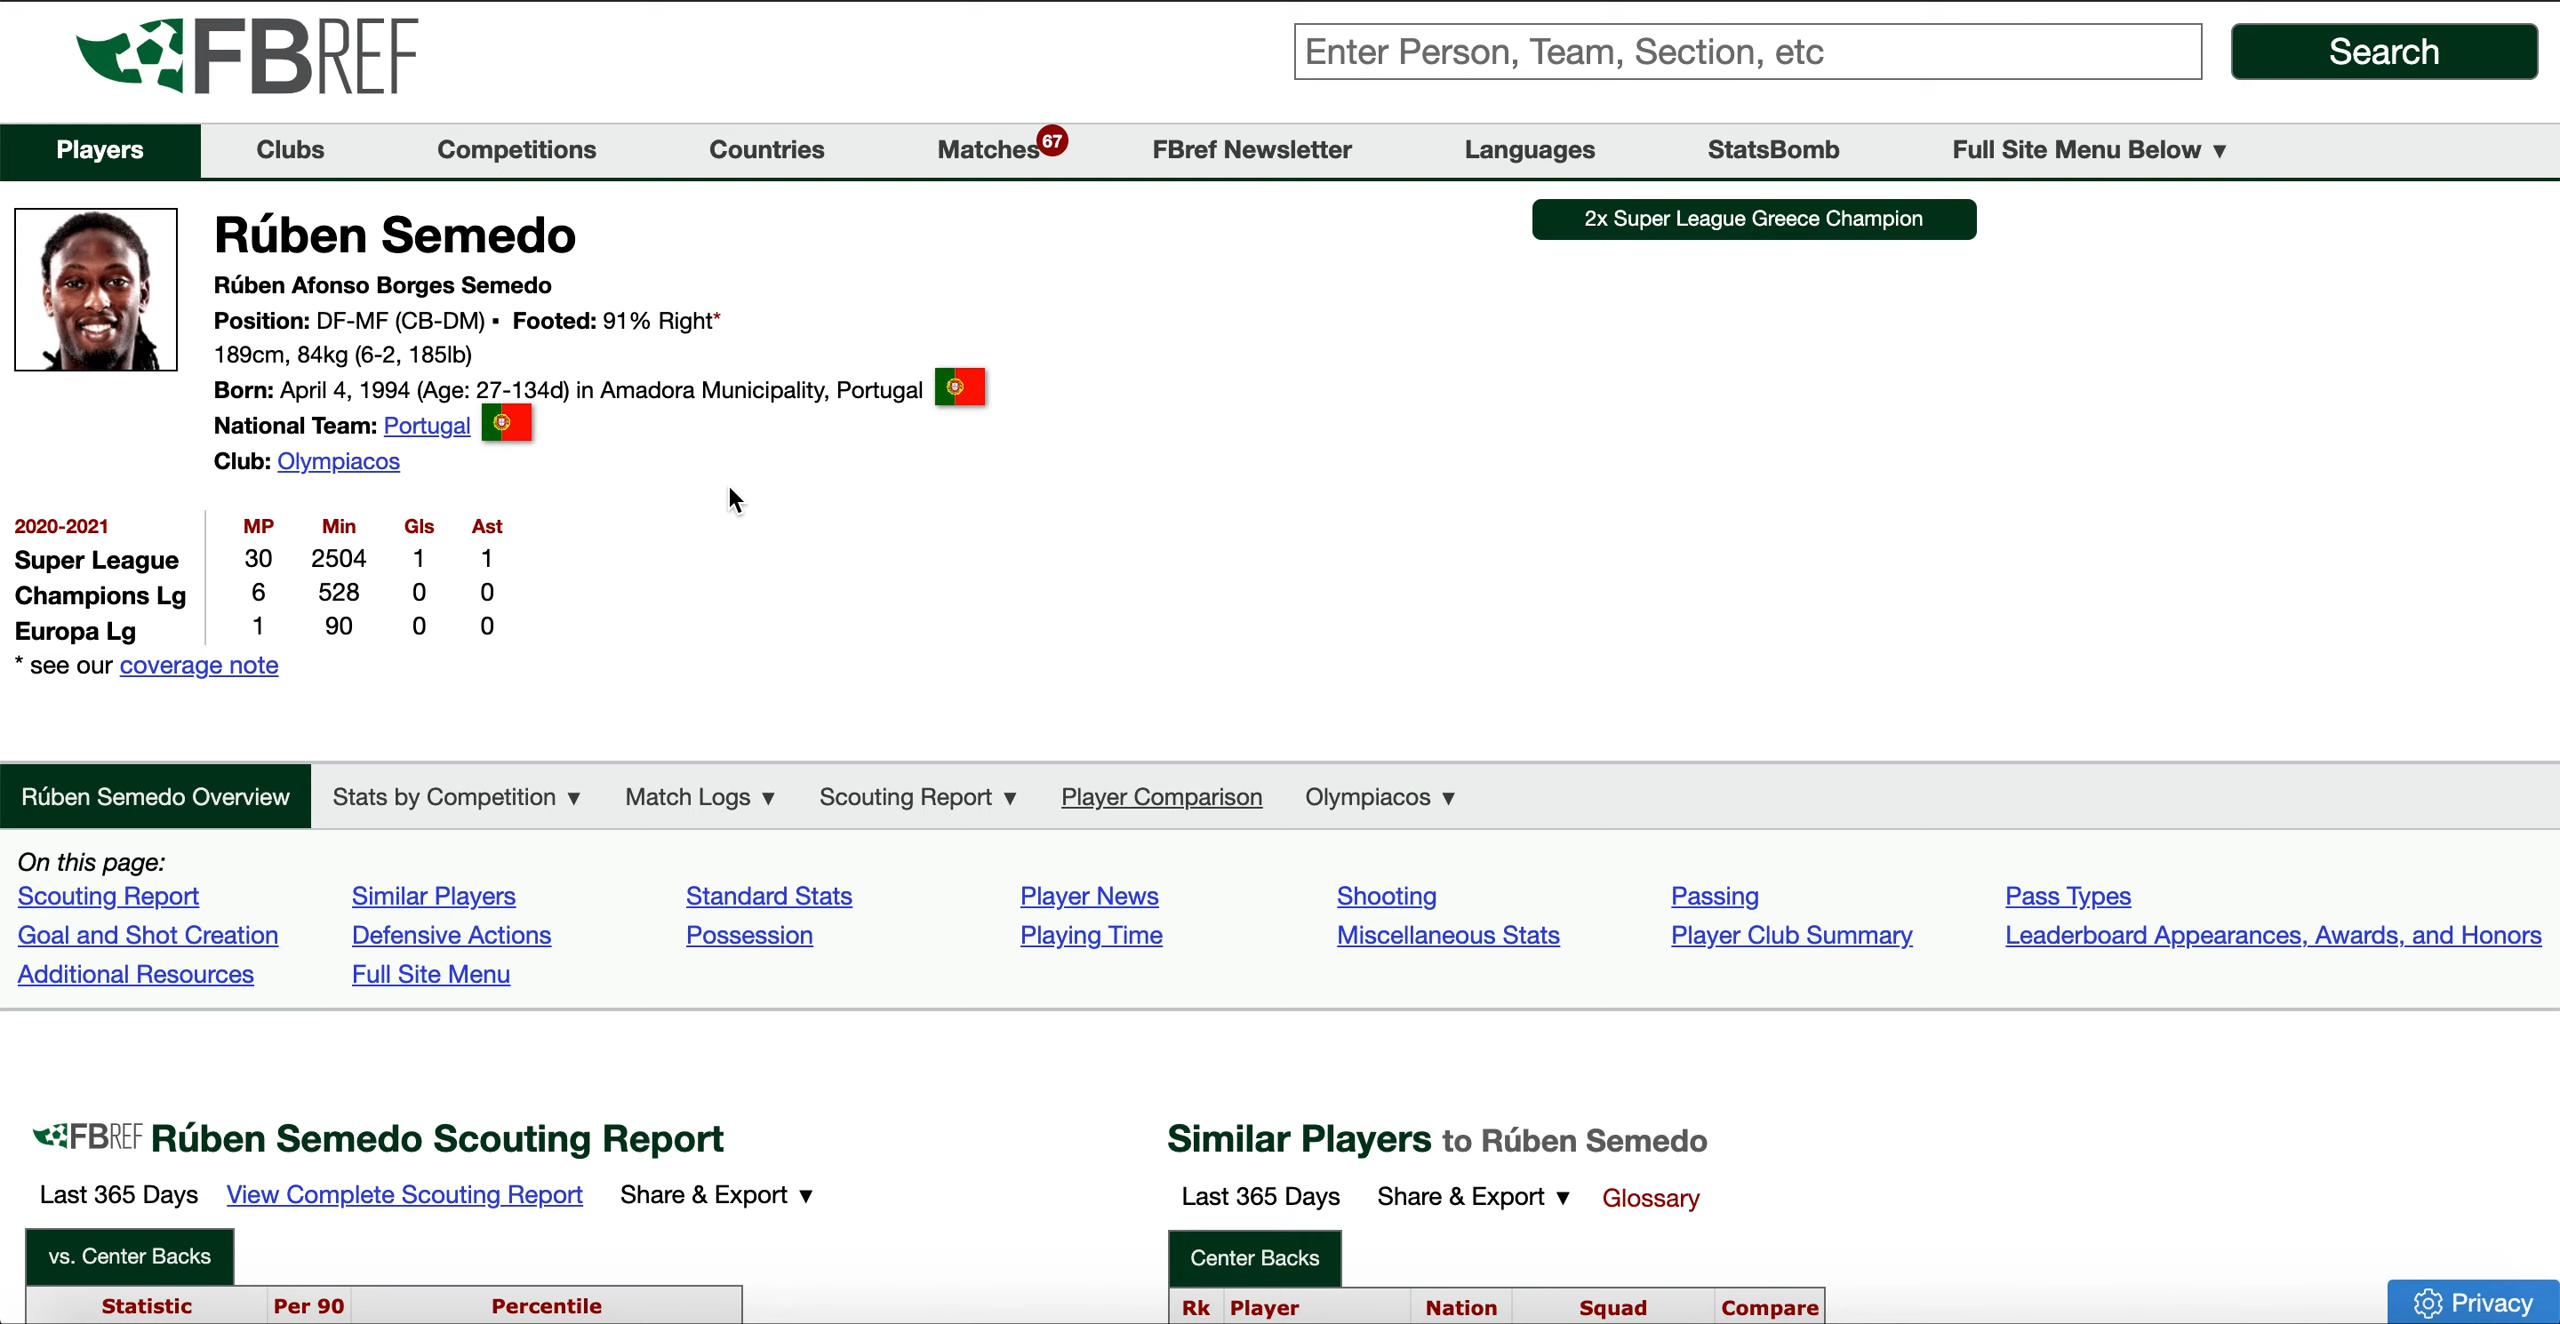 FBREF
Enter Person, Team, Section, etc
Search
Players Clubs Competitions Countries Matches 67 FBref Newsletter Languages StatsBomb Full Site Menu Below ▼
Rúben Semedo
2x Super League Greece Champion
Rúben Afonso Borges Semedo
Position: DF-MF (CB-DM) ▪ Footed: 91% Right*
189cm, 84kg (6-2, 185lb)
Born: April 4, 1994 (Age: 27-134d) in Amadora Municipality, Portugal
National Team: Portugal
Club: Olympiacos
2020-2021 MP Min Gls Ast
Super League 30 2504 1 1
Champions Lg 6 528 0 0
Europa Lg 1 90 0 0
* see our coverage note
Rúben Semedo Overview Stats by Competition ▼ Match Logs ▼ Scouting Report ▼ Player Comparison Olympiacos ▼
On this page:
Scouting Report Similar Players Standard Stats Player News Shooting Passing Pass Types
Goal and Shot Creation Defensive Actions Possession Playing Time Miscellaneous Stats Player Club Summary Leaderboard Appearances, Awards, and Honors
Additional Resources Full Site Menu
FBREF Rúben Semedo Scouting Report
Last 365 Days View Complete Scouting Report Share & Export ▼
vs. Center Backs
Statistic Per 90 Percentile
Similar Players to Rúben Semedo
Last 365 Days Share & Export ▼ Glossary
Center Backs
Rk Player Nation Squad Compare
Privacy